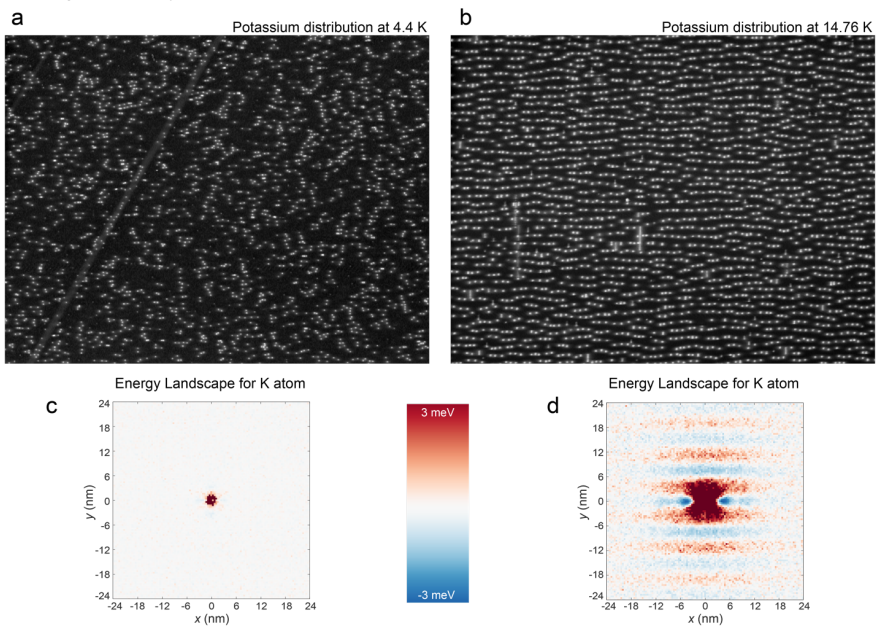 a
Potassium distribution at 4.4 K
b
Potassium distribution at 14.76 K
Energy Landscape for K atom
c
24
18
12
6
0
-6
-12
-18
-24
y (nm)
-24 -18 -12 -6 0 6 12 18 24
x (nm)
3 meV
-3 meV
Energy Landscape for K atom
d
24
18
12
6
0
-6
-12
-18
-24
y (nm)
-24 -18 -12 -6 0 6 12 18 24
x (nm)